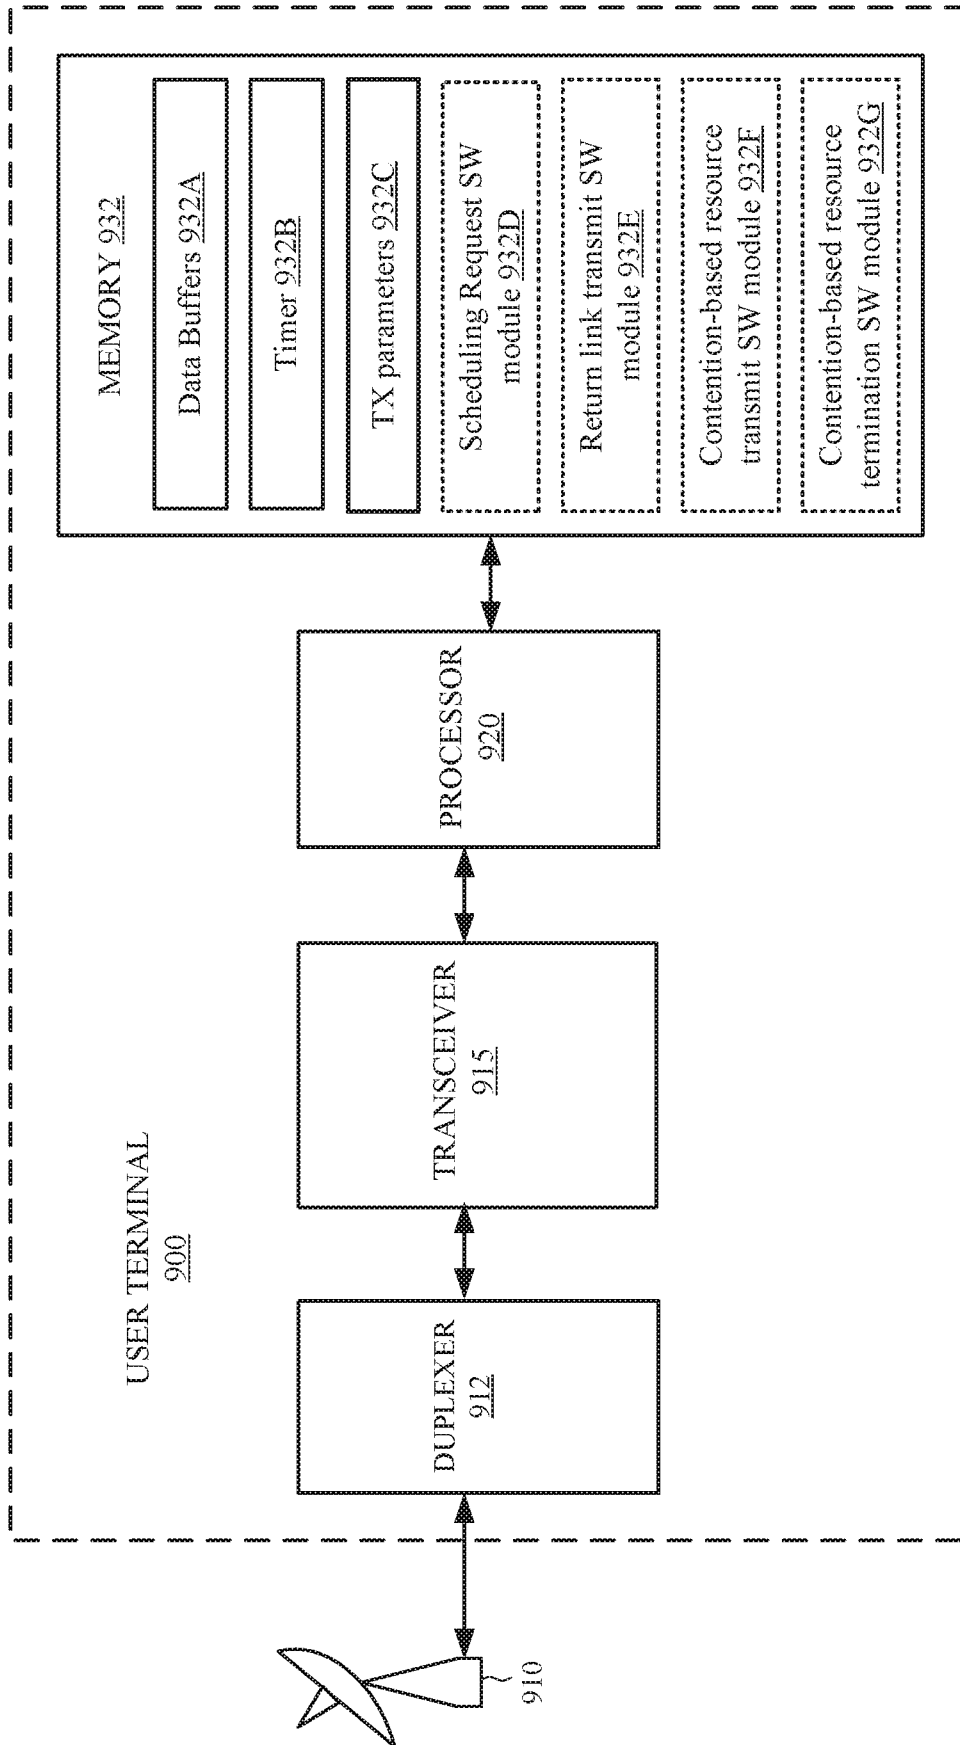 USER TERMINAL
900
910
DUPLEXER
912
TRANSCEIVER
915
PROCESSOR
920
MEMORY 932
Data Buffers 932A
Timer 932B
TX parameters 932C
Scheduling Request SW
module 932D
Return link transmit SW
module 932E
Contention-based resource
transmit SW module 932F
Contention-based resource
termination SW module 932G